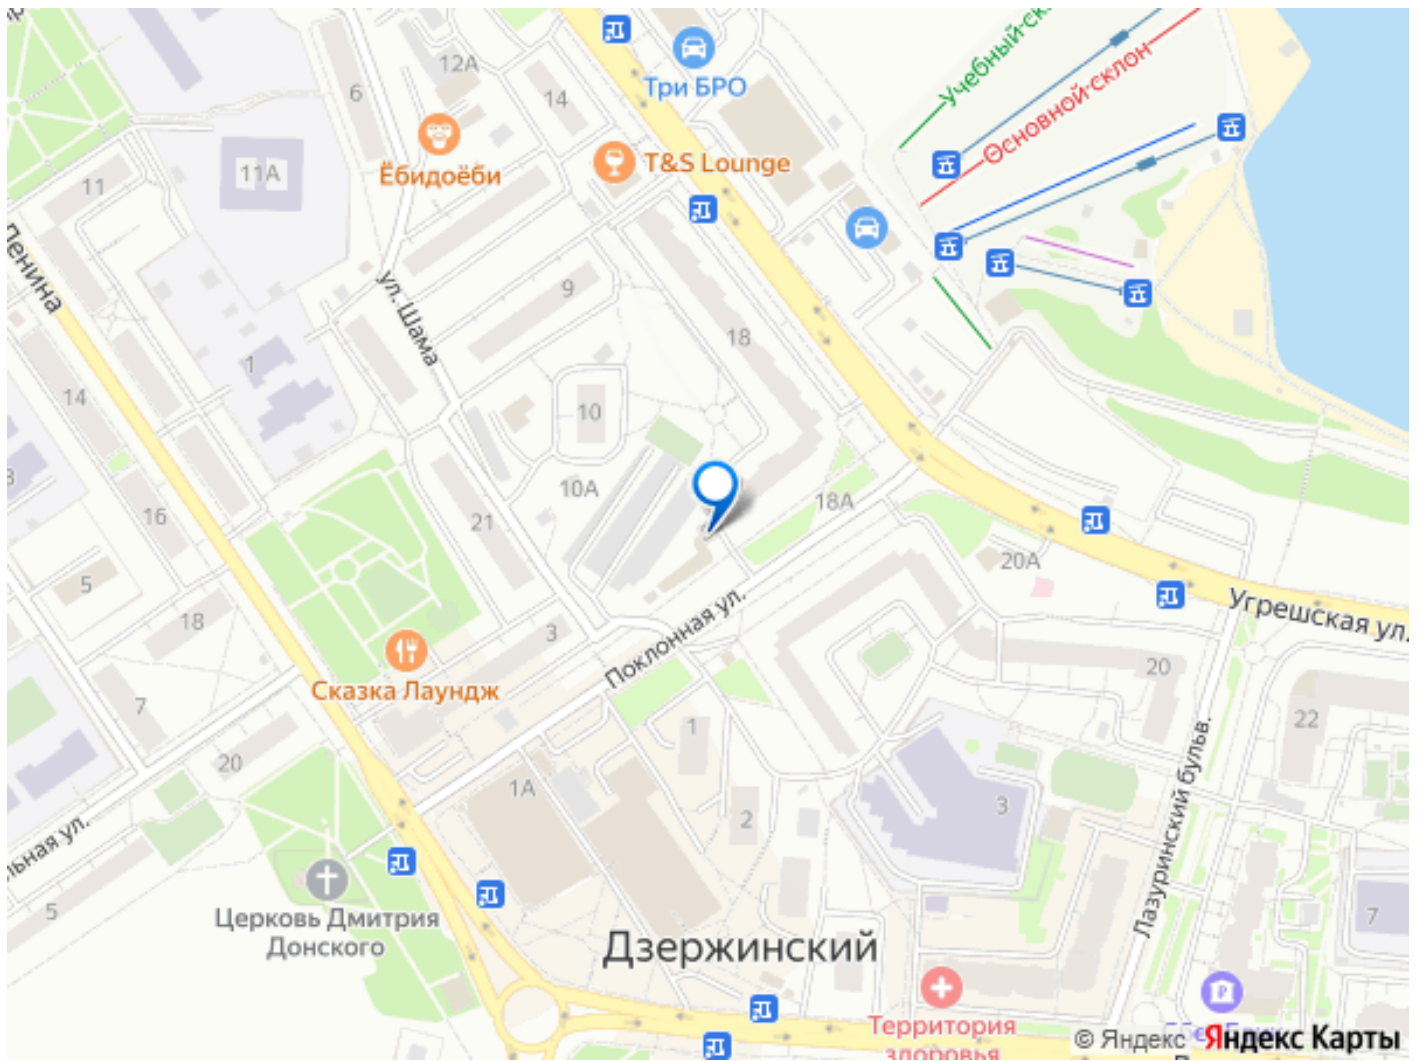 12А
6
14
Три БРО
Учебный
Основной склон
Ёбидоёби
T&S Lounge
11
11А
Ленина
ул. Шама
9
18
1
14
10
10А
21
18А
16
5
18
3
20А
Угрешская ул.
Поклонная ул.
Сказка Лаундж
7
20
1
20
22
1А
2
3
Лазуринский бульв.
льная ул.
5
Церковь Дмитрия
Донского
Дзержинский
7
Территория
здоровья
© Яндекс Яндекс Карты